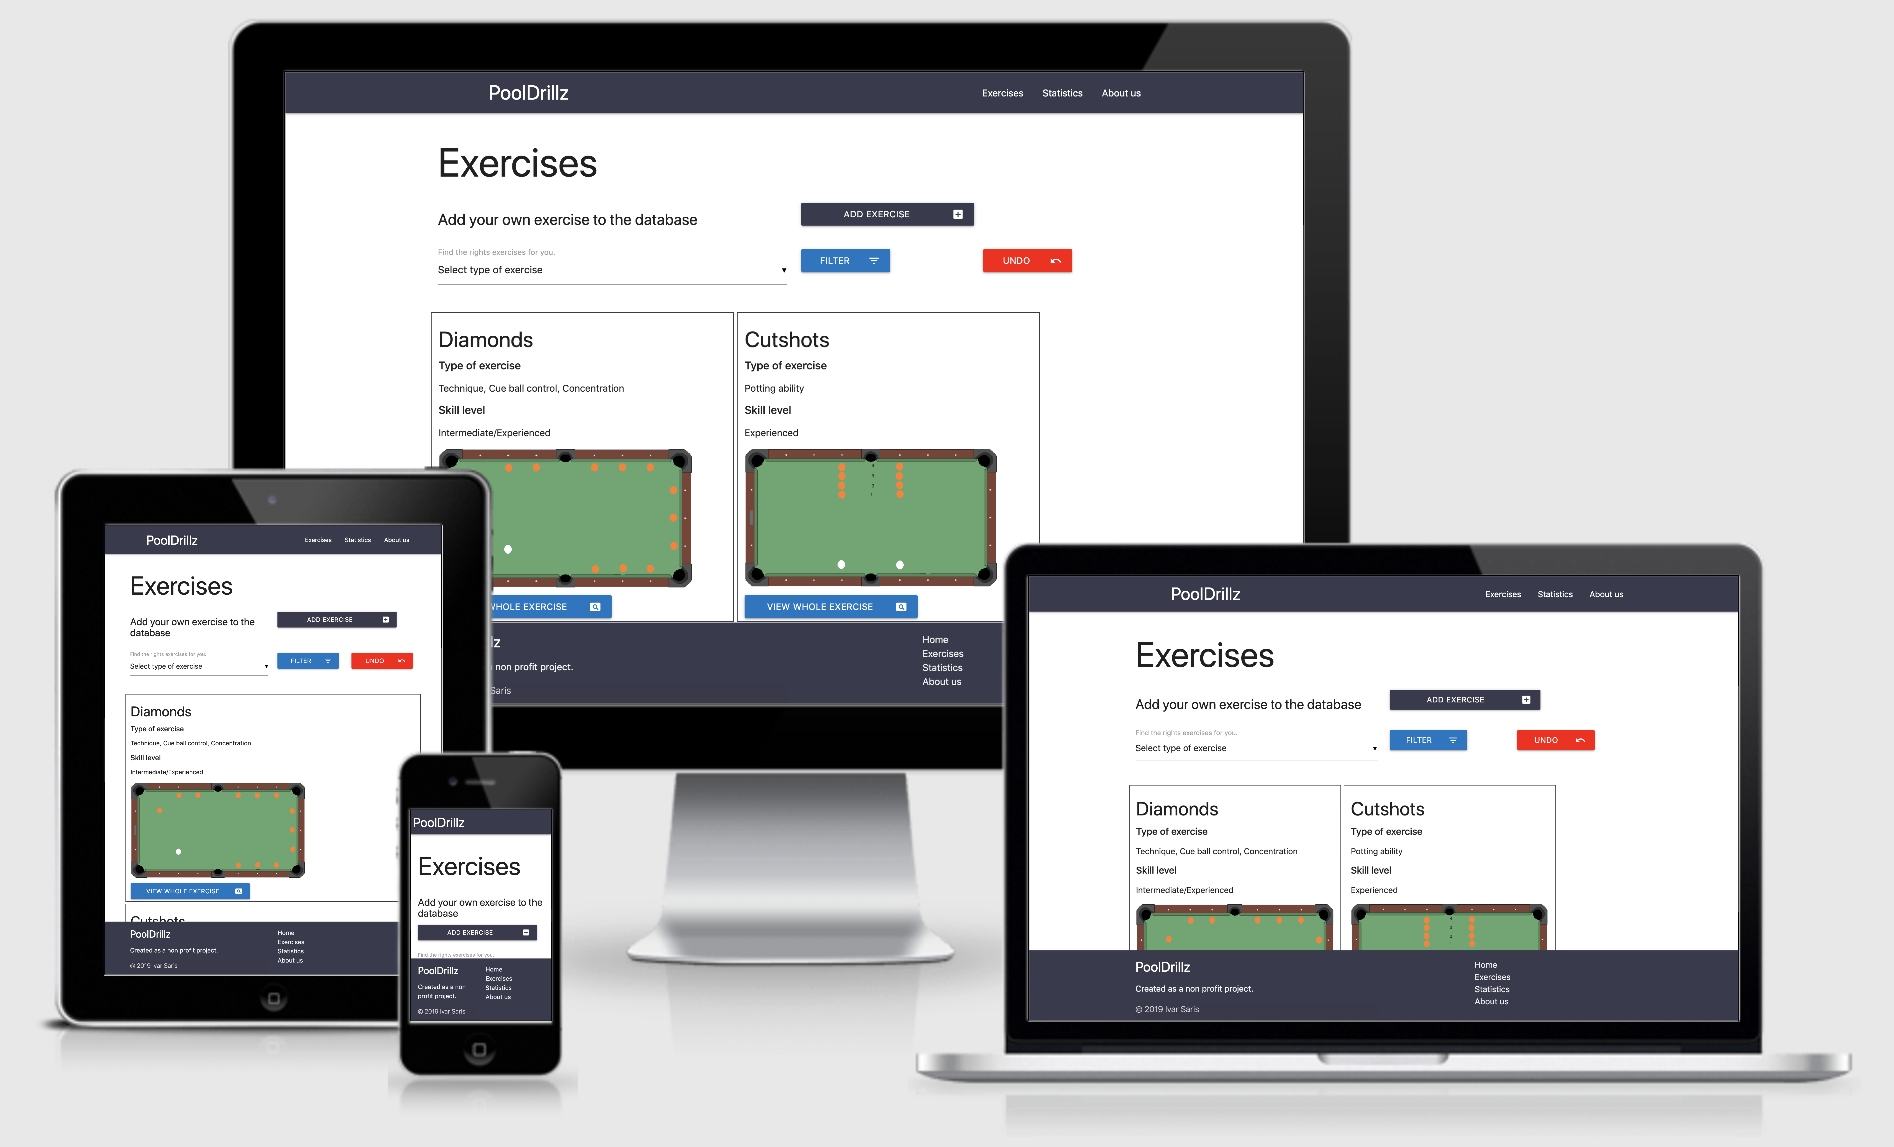 PoolDrillz
Exercises Statistics About us
Exercises
Add your own exercise to the database
ADD EXERCISE
Find the rights exercises for you.
Select type of exercise
FILTER
UNDO
Diamonds
Type of exercise
Technique, Cue ball control, Concentration
Skill level
Intermediate/Experienced
WHOLE EXERCISE
Cutshots
Type of exercise
Potting ability
Skill level
Experienced
VIEW WHOLE EXERCISE
lz
a non profit project.
Saris
Home
Exercises
Statistics
About us
PoolDrillz
Exercises Statistics About us
Exercises
Add your own exercise to the
database
ADD EXERCISE
Find the rights exercises for you.
Select type of exercise
FILTER
UNDO
Diamonds
Type of exercise
Technique, Cue ball control, Concentration
Skill level
Intermediate/Experienced
VIEW WHOLE EXERCISE
Cutshots
PoolDrillz
Created as a non profit project.
© 2019 Ivar Saris
Home
Exercises
Statistics
About us
PoolDrillz
Exercises
Add your own exercise to the
database
ADD EXERCISE
Find the rights exercises for you.
PoolDrillz
Created as a non
profit project.
© 2019 Ivar Saris
Home
Exercises
Statistics
About us
PoolDrillz
Exercises Statistics About us
Exercises
Add your own exercise to the database
ADD EXERCISE
Find the rights exercises for you.
Select type of exercise
FILTER
UNDO
Diamonds
Type of exercise
Technique, Cue ball control, Concentration
Skill level
Intermediate/Experienced
Cutshots
Type of exercise
Potting ability
Skill level
Experienced
PoolDrillz
Created as a non profit project.
© 2019 Ivar Saris
Home
Exercises
Statistics
About us